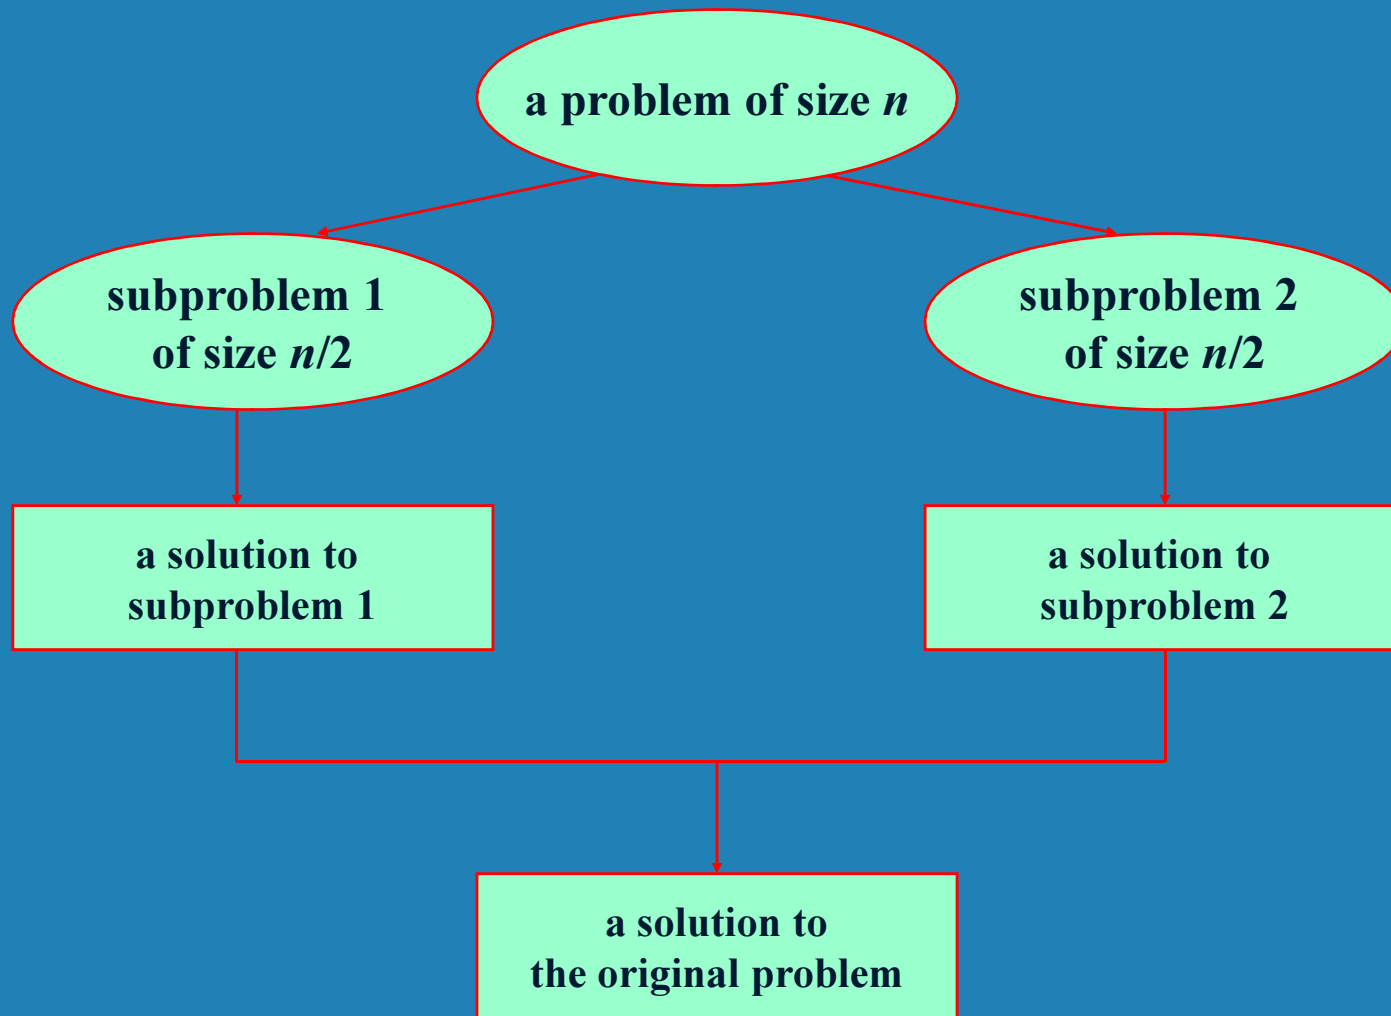 a problem of size n
subproblem 1
of size n/2
subproblem 2
of size n/2
a solution to
subproblem 1
a solution to
subproblem 2
a solution to
the original problem